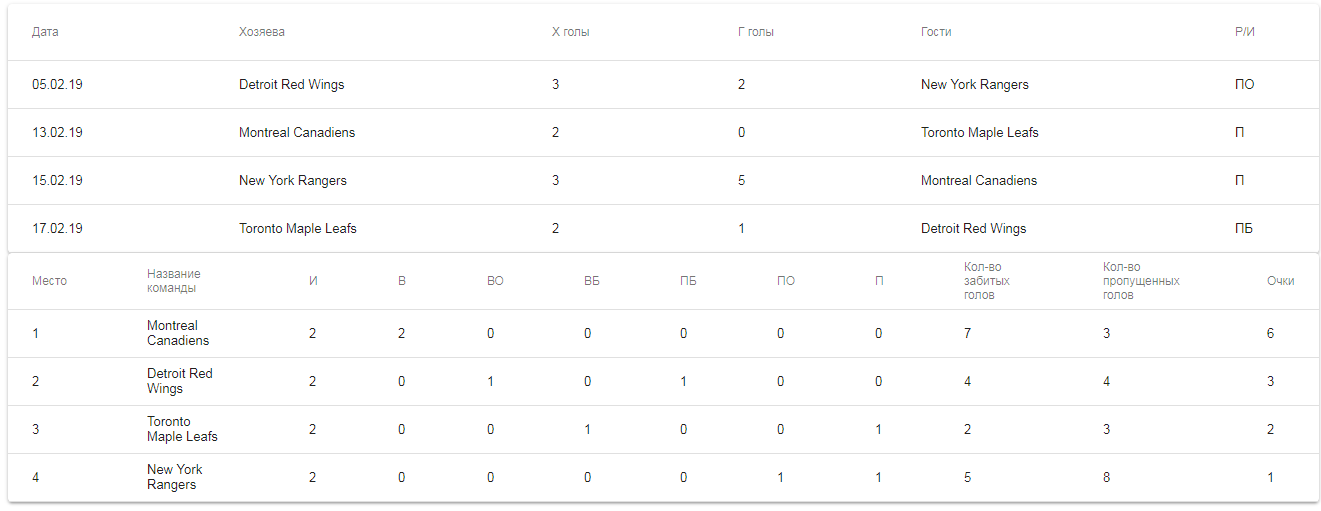 Дата Хозяева Х голы Г голы Гости Р/И
05.02.19 Detroit Red Wings 3 2 New York Rangers ПО
13.02.19 Montreal Canadiens 2 0 Toronto Maple Leafs П
15.02.19 New York Rangers 3 5 Montreal Canadiens П
17.02.19 Toronto Maple Leafs 2 1 Detroit Red Wings ПБ
Место Название команды И В ВО ВБ ПБ ПО П Кол-во забитых голов Кол-во пропущенных голов Очки
1 Montreal Canadiens 2 2 0 0 0 0 0 7 3 6
2 Detroit Red Wings 2 0 1 0 1 0 0 4 4 3
3 Toronto Maple Leafs 2 0 0 1 0 0 1 2 3 2
4 New York Rangers 2 0 0 0 0 1 1 5 8 1